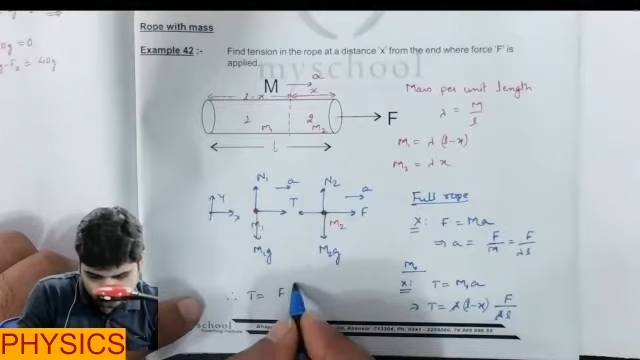 Rope with mass
Example 42 :- Find tension in the rope at a distance 'x' from the end where force 'F' is applied.
myschool
M → a
l-x x
1 2
M₁ M₂
F
l
Mass per unit length
λ = M/l
M₁ = λ (l-x)
M₂ = λ x
Y
X
N₁ a T
M₁
M₁g
N₂ a F
M₂
M₂g
Full rope
X: F = Ma
⇒ a = F/M = F/λl
M₁
X: T = M₁a
⇒ T = λ(l-x) F/λl
∴ T = F
PHYSICS